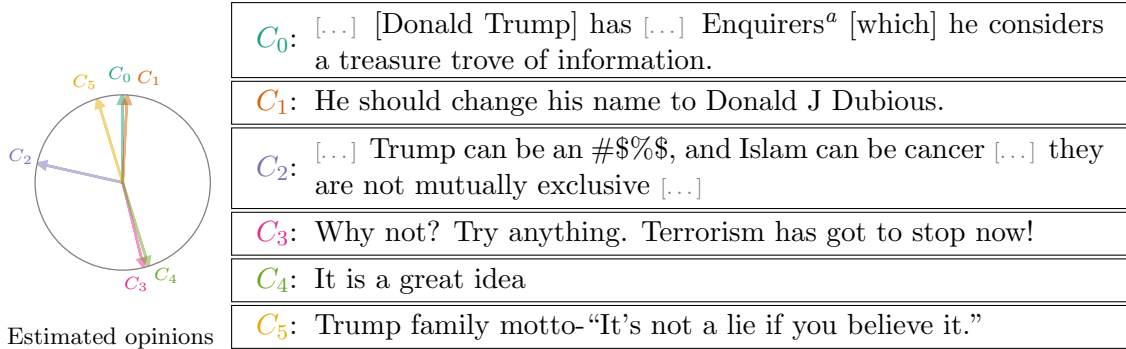 C₅ C₀ C₁
C₂
C₃ C₄
Estimated opinions
C₀: [...] [Donald Trump] has [...] Enquirersᵃ [which] he considers
a treasure trove of information.
C₁: He should change his name to Donald J Dubious.
C₂: [...] Trump can be an #$%$, and Islam can be cancer [...] they
are not mutually exclusive [...]
C₃: Why not? Try anything. Terrorism has got to stop now!
C₄: It is a great idea
C₅: Trump family motto-“It’s not a lie if you believe it.”